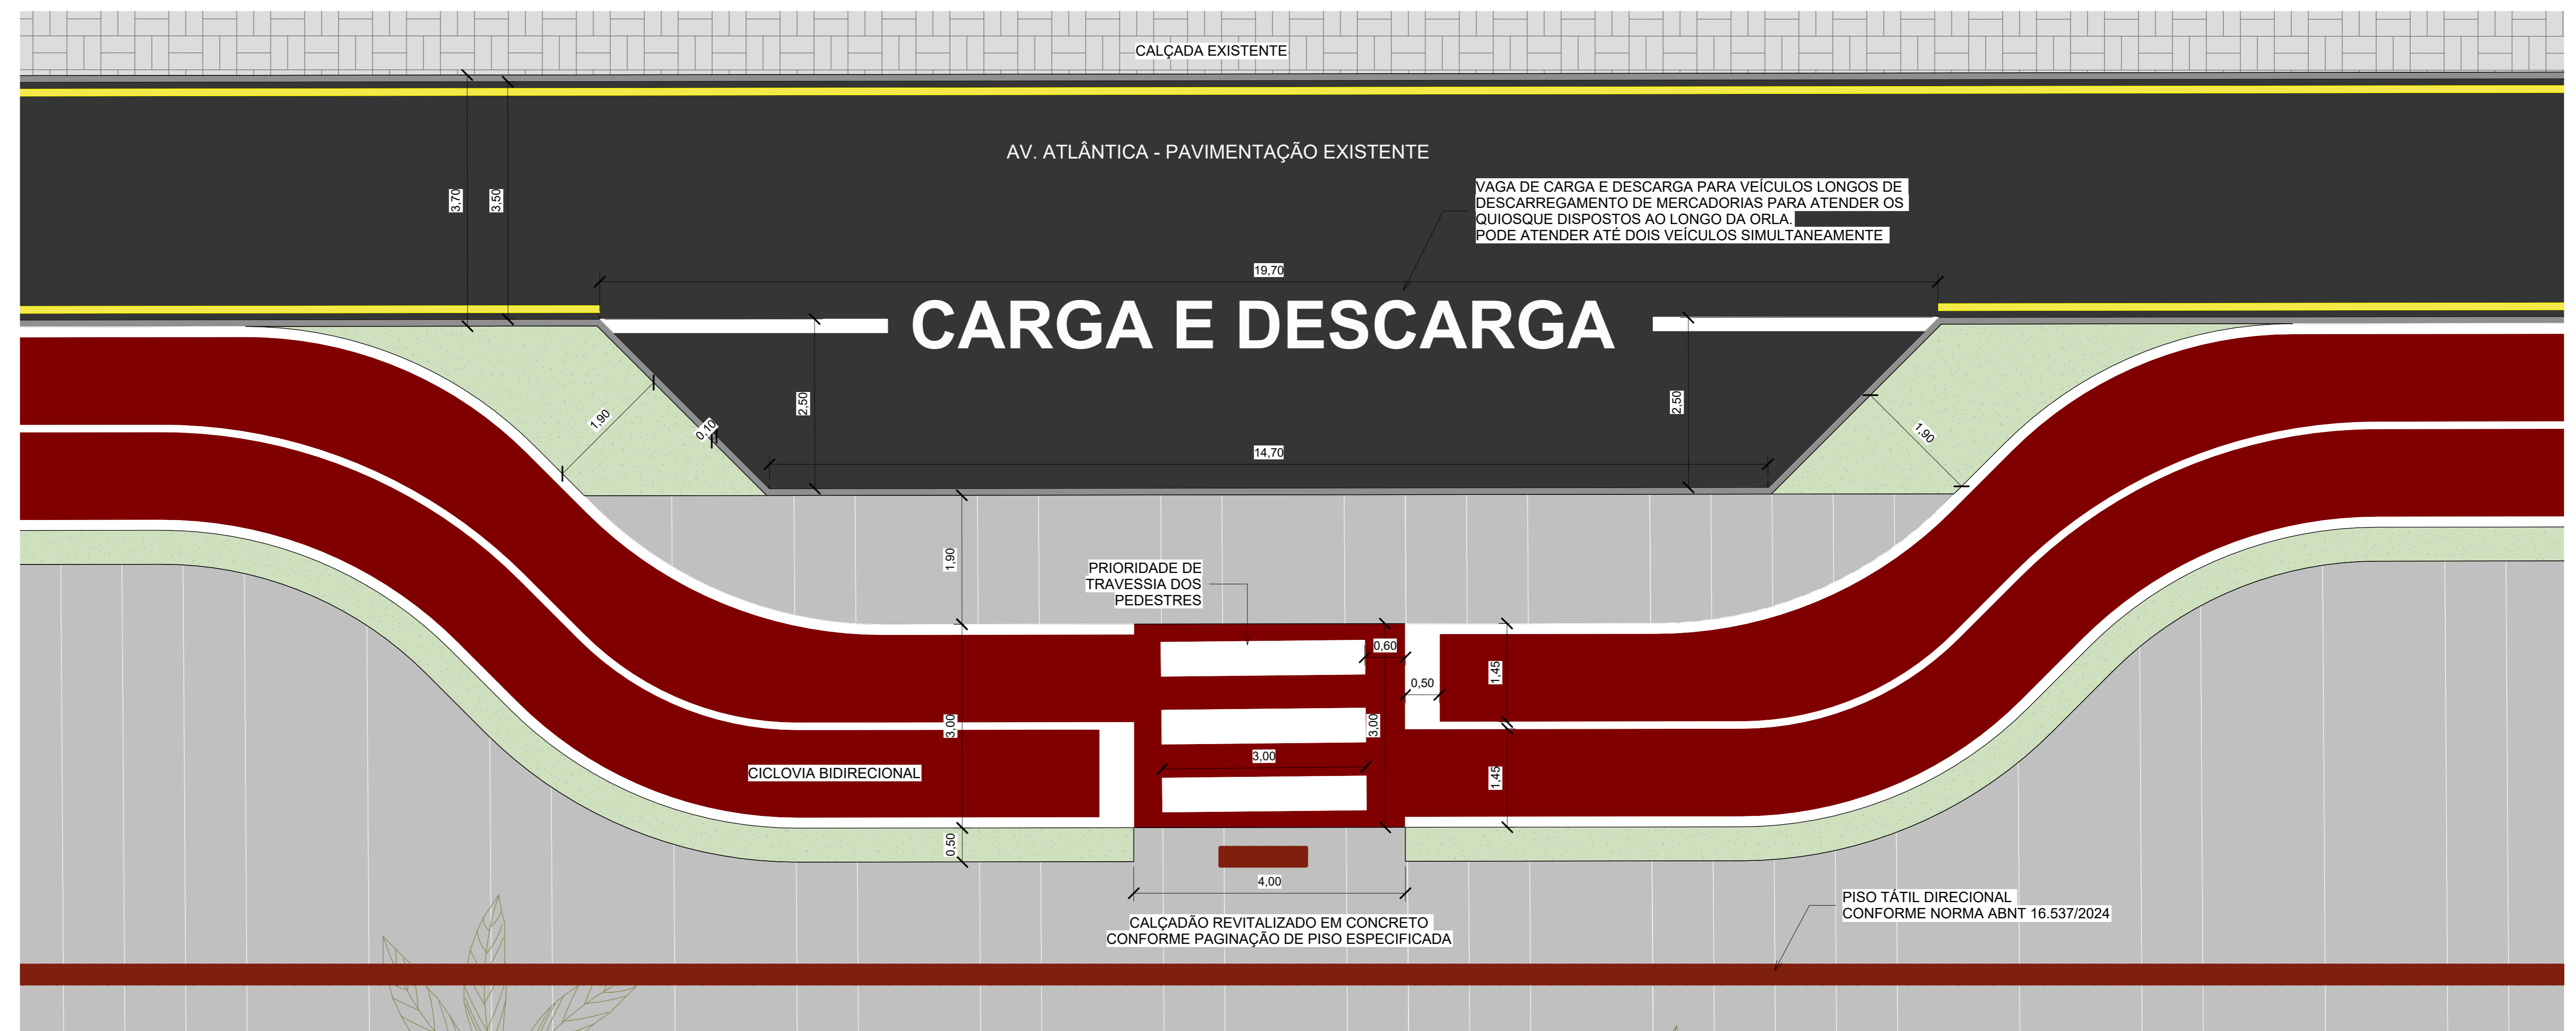 CALÇADA EXISTENTE
AV. ATLÂNTICA - PAVIMENTAÇÃO EXISTENTE
3,70
3,50
VAGA DE CARGA E DESCARGA PARA VEÍCULOS LONGOS DE
DESCARREGAMENTO DE MERCADORIAS PARA ATENDER OS
QUIOSQUE DISPOSTOS AO LONGO DA ORLA.
PODE ATENDER ATÉ DOIS VEÍCULOS SIMULTANEAMENTE
19,70
CARGA E DESCARGA
1,90
0,10
2,50
2,50
1,90
14,70
1,90
PRIORIDADE DE
TRAVESSIA DOS
PEDESTRES
0,60
0,50
1,45
3,00
3,00
3,00
1,45
CICLOVIA BIDIRECIONAL
0,50
4,00
CALÇADÃO REVITALIZADO EM CONCRETO
CONFORME PAGINAÇÃO DE PISO ESPECIFICADA
PISO TÁTIL DIRECIONAL
CONFORME NORMA ABNT 16.537/2024